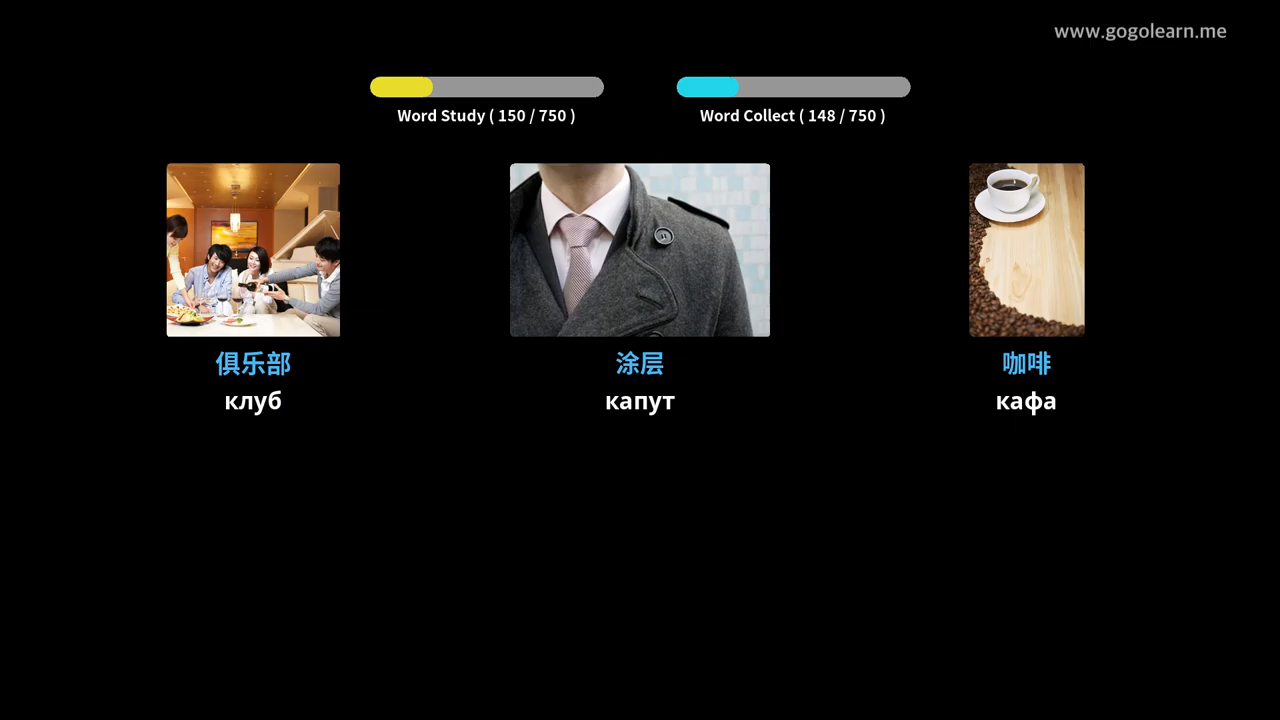 www.gogolearn.me
Word Study ( 150 / 750 )
Word Collect ( 148 / 750 )
俱乐部
клуб
涂层
капут
咖啡
кафа